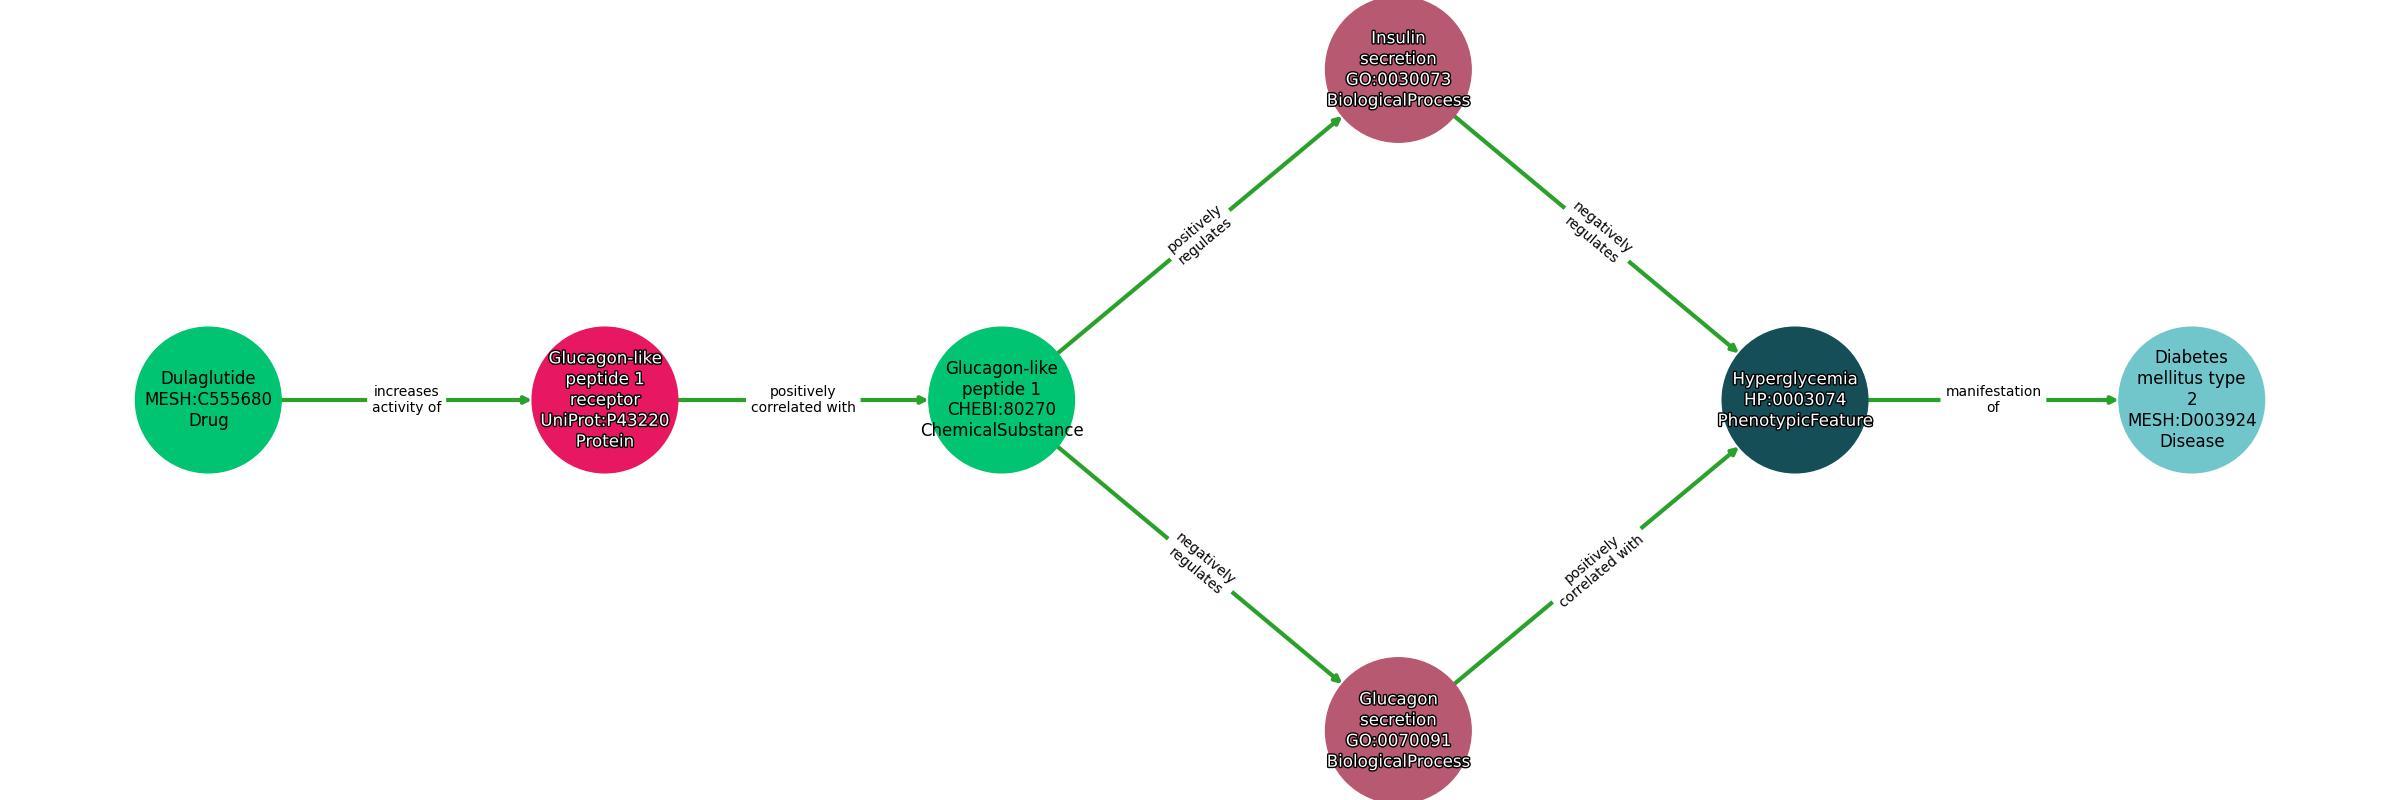 Insulin
secretion
GO:0030073
BiologicalProcess
positively
regulates
negatively
regulates
Dulaglutide
MESH:C555680
Drug
increases
activity of
Glucagon-like
peptide 1
receptor
UniProt:P43220
Protein
positively
correlated with
Glucagon-like
peptide 1
CHEBI:80270
ChemicalSubstance
Hyperglycemia
HP:0003074
PhenotypicFeature
manifestation
of
Diabetes
mellitus type
2
MESH:D003924
Disease
negatively
regulates
positively
correlated with
Glucagon
secretion
GO:0070091
BiologicalProcess